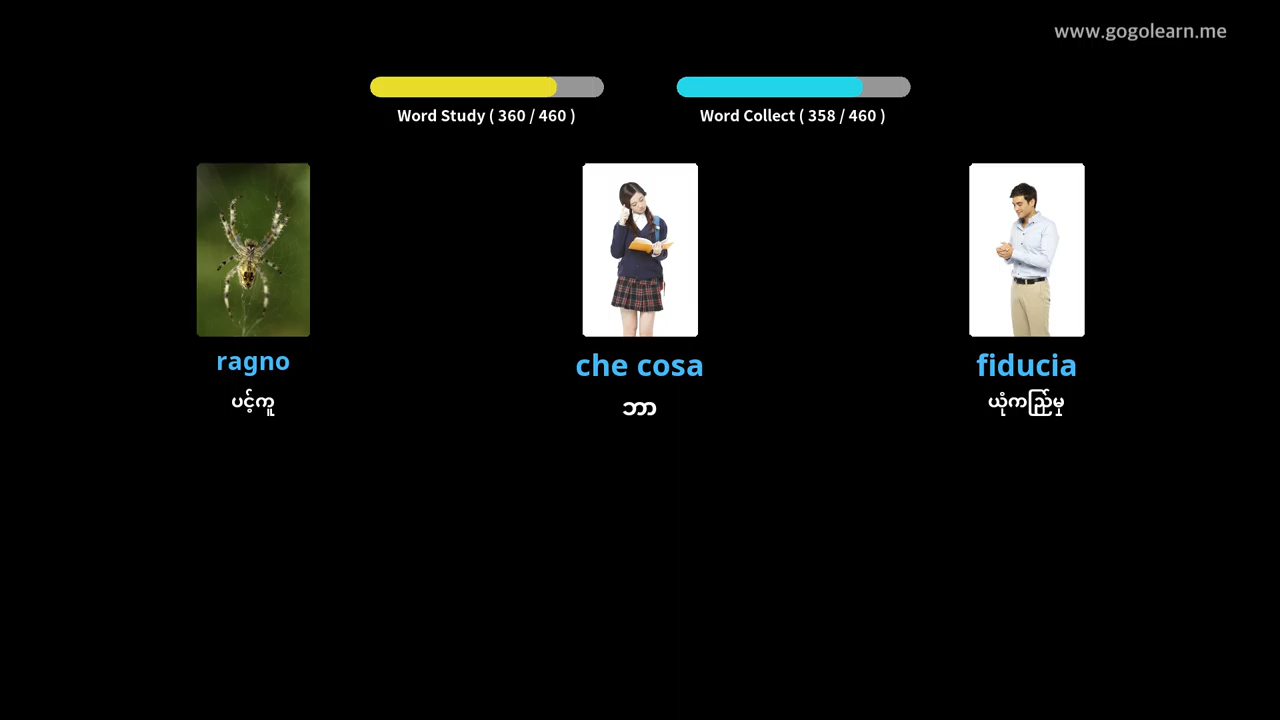 www.gogolearn.me
Word Study ( 360 / 460 )
Word Collect ( 358 / 460 )
ragno
che cosa
fiducia
ပင့်ကူ
ဘာ
ယုံကြည်မှု